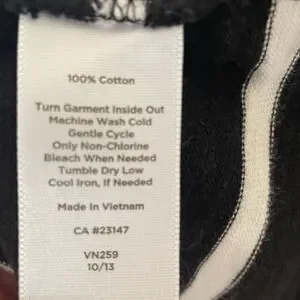 100% Cotton
Turn Garment Inside Out
Machine Wash Cold
Gentle Cycle
Only Non-Chlorine
Bleach When Needed
Tumble Dry Low
Cool Iron, If Needed
Made In Vietnam
CA #23147
VN259
10/13